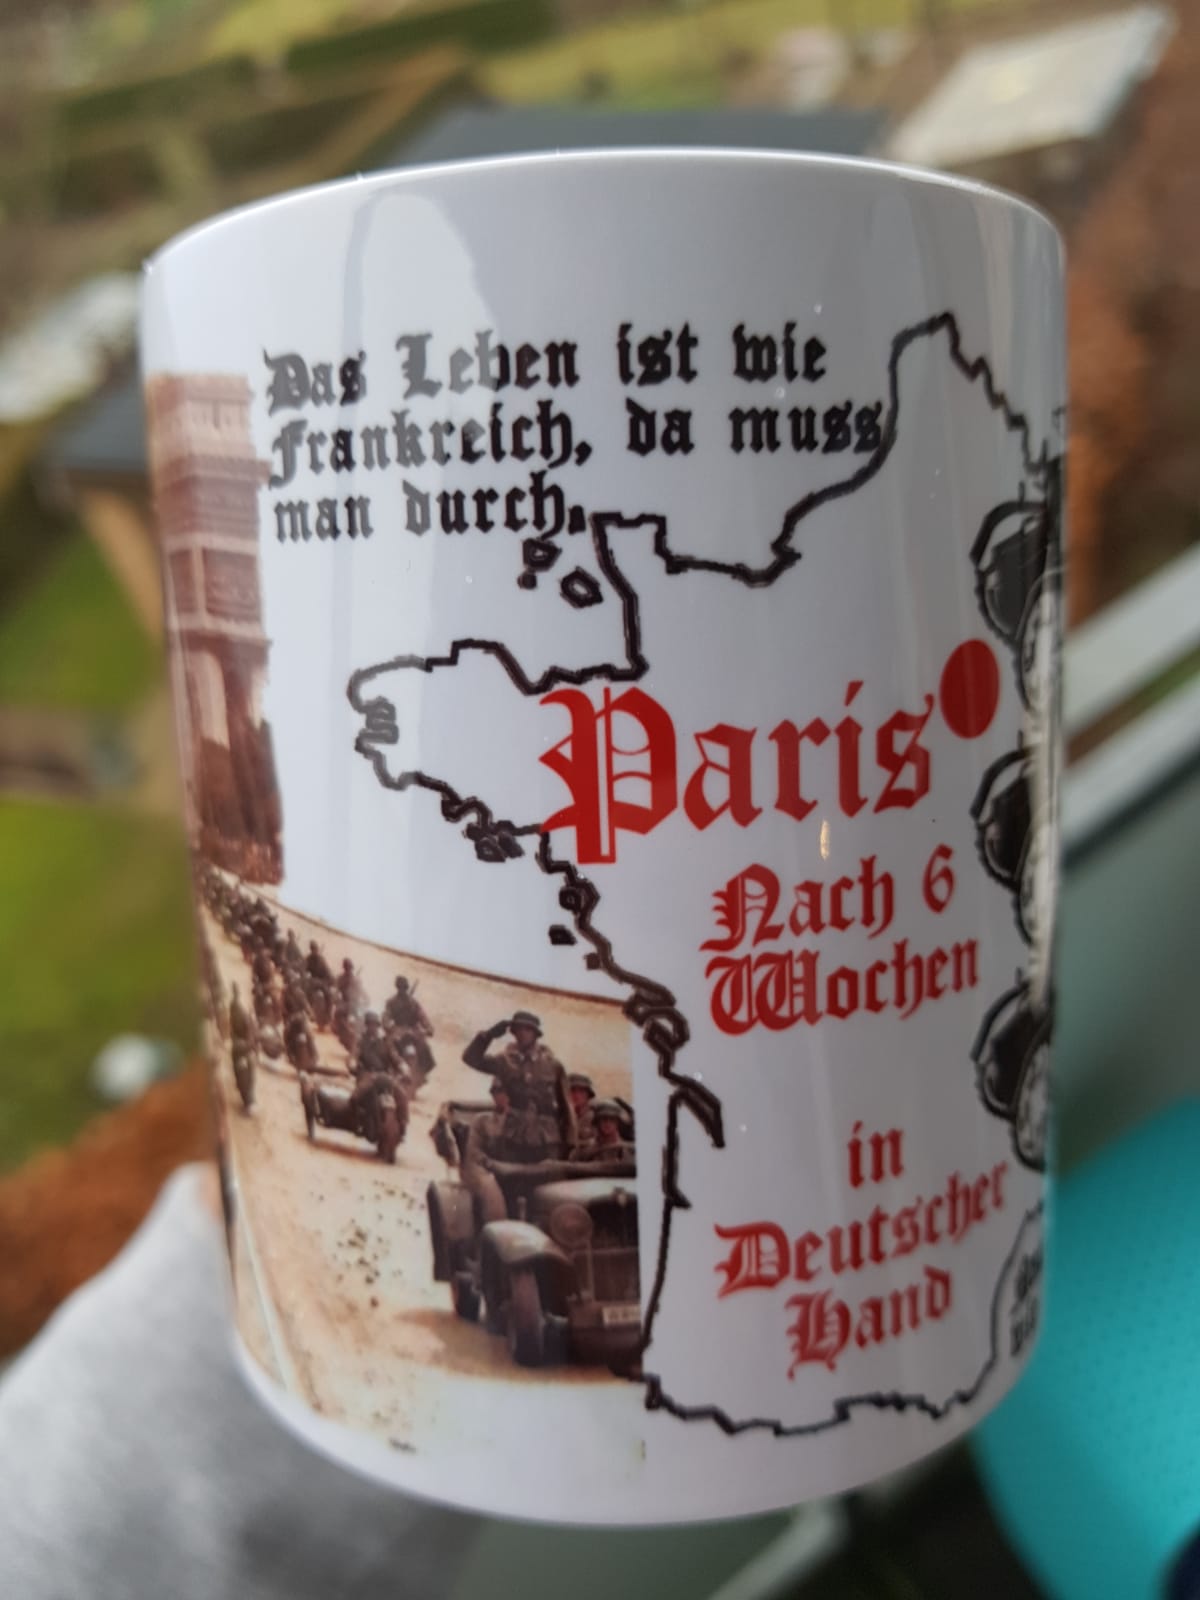 Das Leben ist wie
Frankreich, da muss
man durch.
Paris
Nach 6
Wochen
in
Deutscher
Hand